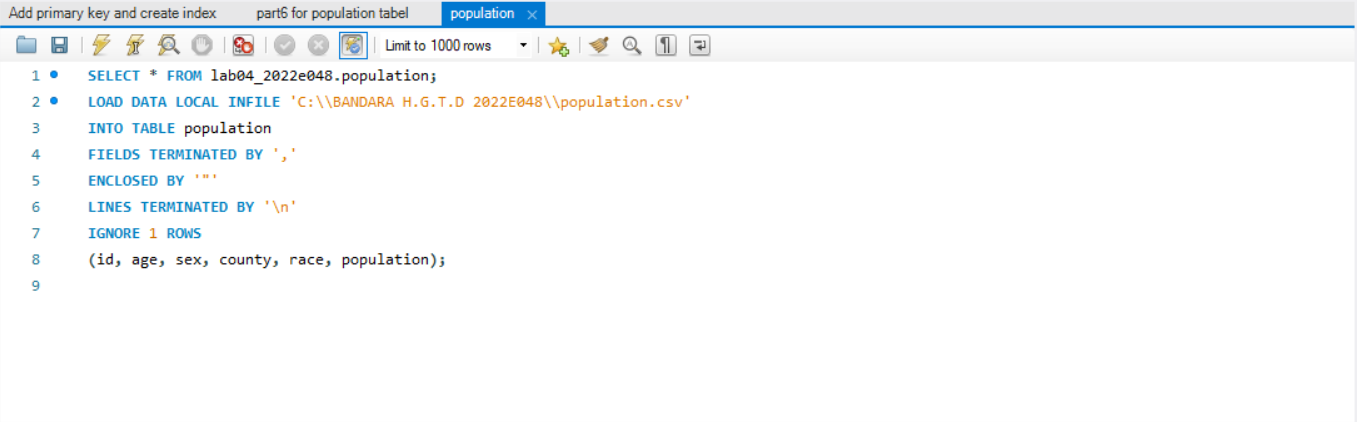 Add primary key and create index part6 for population tabel population
Limit to 1000 rows
1 SELECT * FROM lab04_2022e048.population;
2 LOAD DATA LOCAL INFILE 'C:\\BANDARA H.G.T.D 2022E048\\population.csv'
3 INTO TABLE population
4 FIELDS TERMINATED BY ','
5 ENCLOSED BY '"'
6 LINES TERMINATED BY '\n'
7 IGNORE 1 ROWS
8 (id, age, sex, county, race, population);
9